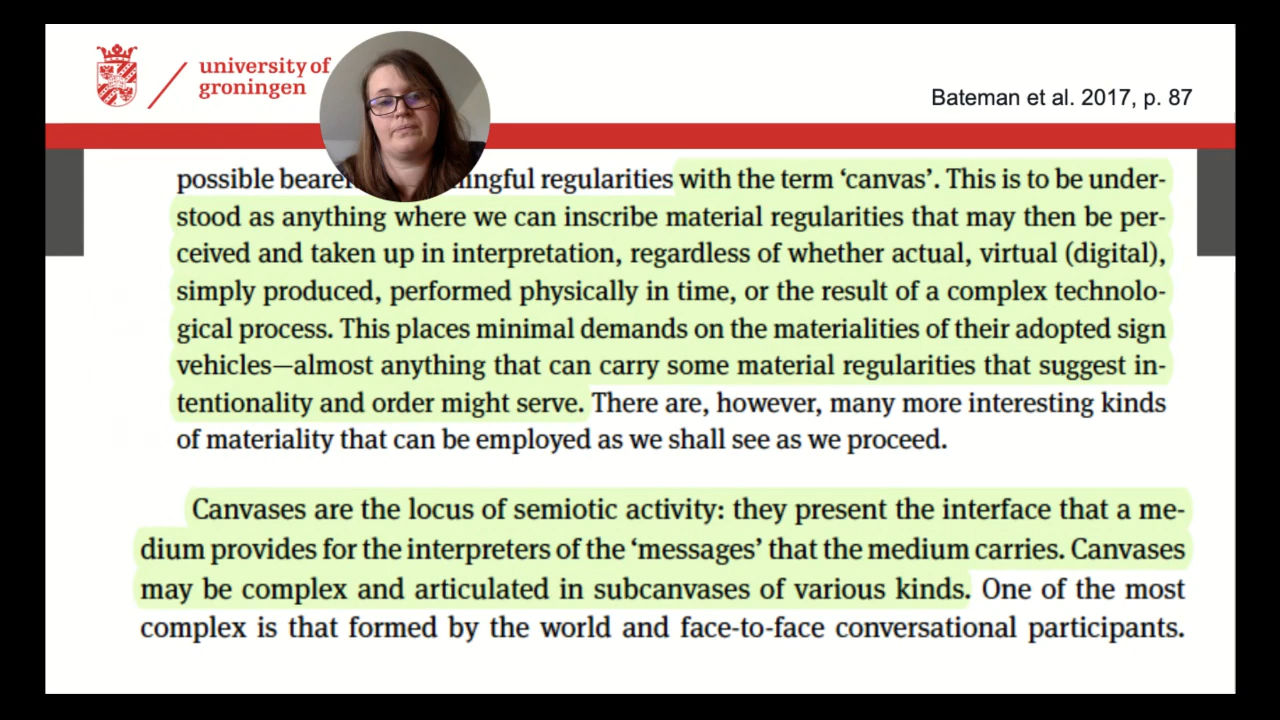 university of
groningen
Bateman et al. 2017, p. 87
possible regularities with the term ‘canvas’. This is to be under-
stood as anything where we can inscribe material regularities that may then be per-
ceived and taken up in interpretation, regardless of whether actual, virtual (digital),
simply produced, performed physically in time, or the result of a complex technolo-
gical process. This places minimal demands on the materialities of their adopted sign
vehicles—almost anything that can carry some material regularities that suggest in-
tentionality and order might serve. There are, however, many more interesting kinds
of materiality that can be employed as we shall see as we proceed.
Canvases are the locus of semiotic activity: they present the interface that a me-
dium provides for the interpreters of the ‘messages’ that the medium carries. Canvases
may be complex and articulated in subcanvases of various kinds. One of the most
complex is that formed by the world and face-to-face conversational participants.